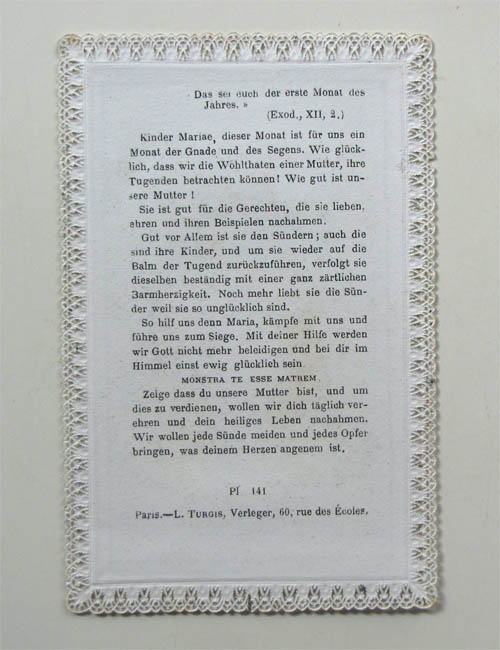 Das sei euch der erste Monat des
Jahres. »
(Exod., XII, 2.)
Kinder Mariae, dieser Monat ist für uns ein
Monat der Gnade und des Segens. Wie glück-
lich, dass wir die Wohlthaten einer Mutter, ihre
Tugenden betrachten können! Wie gut ist un-
sere Mutter !
Sie ist gut für die Gerechten, die sie lieben,
ehren und ihren Beispielen nachahmen.
Gut vor Allem ist sie den Sündern ; auch die
sind ihre Kinder, und um sie wieder auf die
Balm der Tugend zurückzuführen, verfolgt sie
dieselben beständig mit einer ganz zärtlichen
Barmherzigkeit. Noch mehr liebt sie die Sün-
der weil sie so unglücklich sind.
So hilf uns denn Maria, kämpfe mit uns und
führe uns zum Siege. Mit deiner Hilfe werden
wir Gott nicht mehr beleidigen und bei dir im
Himmel einst ewig glücklich sein.
MONSTRA TE ESSE MATREM.
Zeige dass du unsere Mutter bist, und um
dies zu verdienen, wollen wir dich täglich ver-
ehren und dein heiliges Leben nachahmen.
Wir wollen jede Sünde meiden und jedes Opfer
bringen, was deinem Herzen angenem ist.
Pl 141
Paris.—L. TURGIS, Verleger, 60, rue des Écoles.